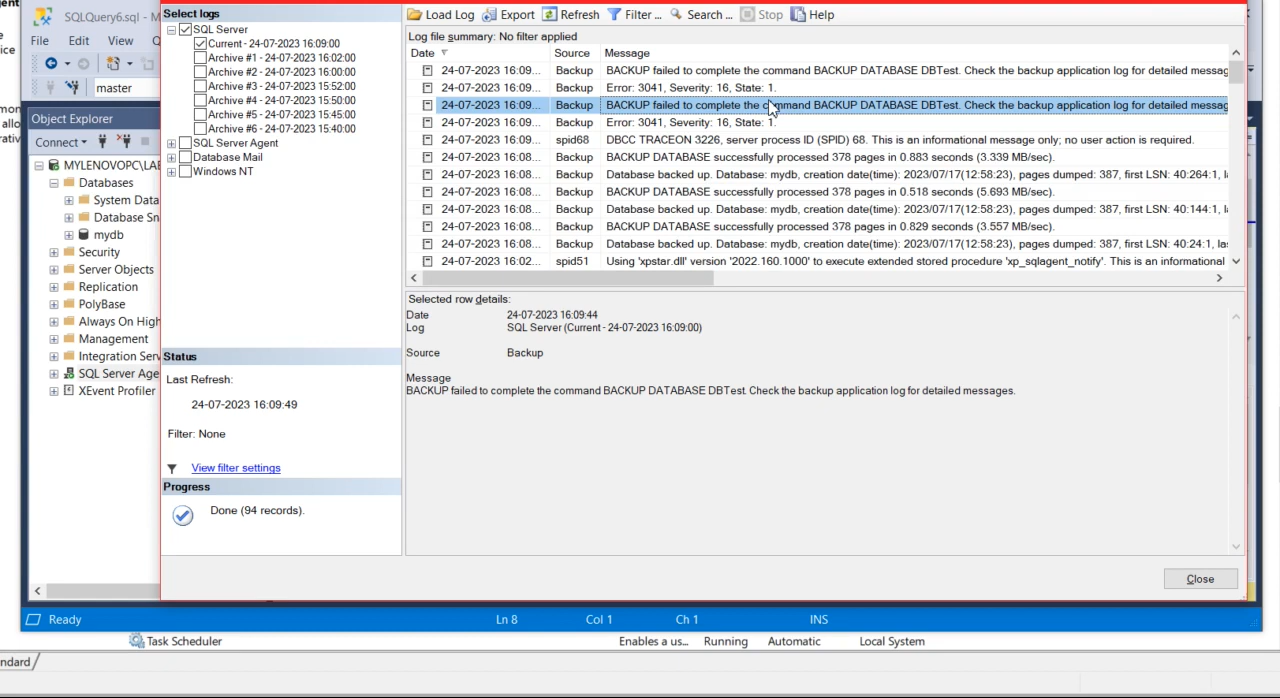 SQLQuery6.sql - M
File Edit View Q
master
Object Explorer
Connect
MYLENOVOPC\LAB
Databases
System Data
Database Sn
mydb
Security
Server Objects
Replication
PolyBase
Always On High
Management
Integration Serv
SQL Server Age
XEvent Profiler
Select logs
SQL Server
Current - 24-07-2023 16:09:00
Archive #1 - 24-07-2023 16:02:00
Archive #2 - 24-07-2023 16:00:00
Archive #3 - 24-07-2023 15:52:00
Archive #4 - 24-07-2023 15:50:00
Archive #5 - 24-07-2023 15:45:00
Archive #6 - 24-07-2023 15:40:00
SQL Server Agent
Database Mail
Windows NT
Status
Last Refresh:
24-07-2023 16:09:49
Filter: None
View filter settings
Progress
Done (94 records).
Load Log Export Refresh Filter ... Search ... Stop Help
Log file summary: No filter applied
Date Source Message
24-07-2023 16:09... Backup BACKUP failed to complete the command BACKUP DATABASE DBTest. Check the backup application log for detailed messag
24-07-2023 16:09... Backup Error: 3041, Severity: 16, State: 1.
24-07-2023 16:09... Backup BACKUP failed to complete the command BACKUP DATABASE DBTest. Check the backup application log for detailed messag
24-07-2023 16:09... Backup Error: 3041, Severity: 16, State: 1.
24-07-2023 16:09... spid68 DBCC TRACEON 3226, server process ID (SPID) 68. This is an informational message only; no user action is required.
24-07-2023 16:08... Backup BACKUP DATABASE successfully processed 378 pages in 0.883 seconds (3.339 MB/sec).
24-07-2023 16:08... Backup Database backed up. Database: mydb, creation date(time): 2023/07/17(12:58:23), pages dumped: 387, first LSN: 40:264:1, la
24-07-2023 16:08... Backup BACKUP DATABASE successfully processed 378 pages in 0.518 seconds (5.693 MB/sec).
24-07-2023 16:08... Backup Database backed up. Database: mydb, creation date(time): 2023/07/17(12:58:23), pages dumped: 387, first LSN: 40:144:1, l
24-07-2023 16:08... Backup BACKUP DATABASE successfully processed 378 pages in 0.829 seconds (3.557 MB/sec).
24-07-2023 16:08... Backup Database backed up. Database: mydb, creation date(time): 2023/07/17(12:58:23), pages dumped: 387, first LSN: 40:24:1, las
24-07-2023 16:02... spid51 Using 'xpstar.dll' version '2022.160.1000' to execute extended stored procedure 'xp_sqlagent_notify'. This is an informational
Selected row details:
Date 24-07-2023 16:09:44
Log SQL Server (Current - 24-07-2023 16:09:00)
Source Backup
Message
BACKUP failed to complete the command BACKUP DATABASE DBTest. Check the backup application log for detailed messages.
Close
Ready Ln 8 Col 1 Ch 1 INS
Task Scheduler Enables a us... Running Automatic Local System
ndard